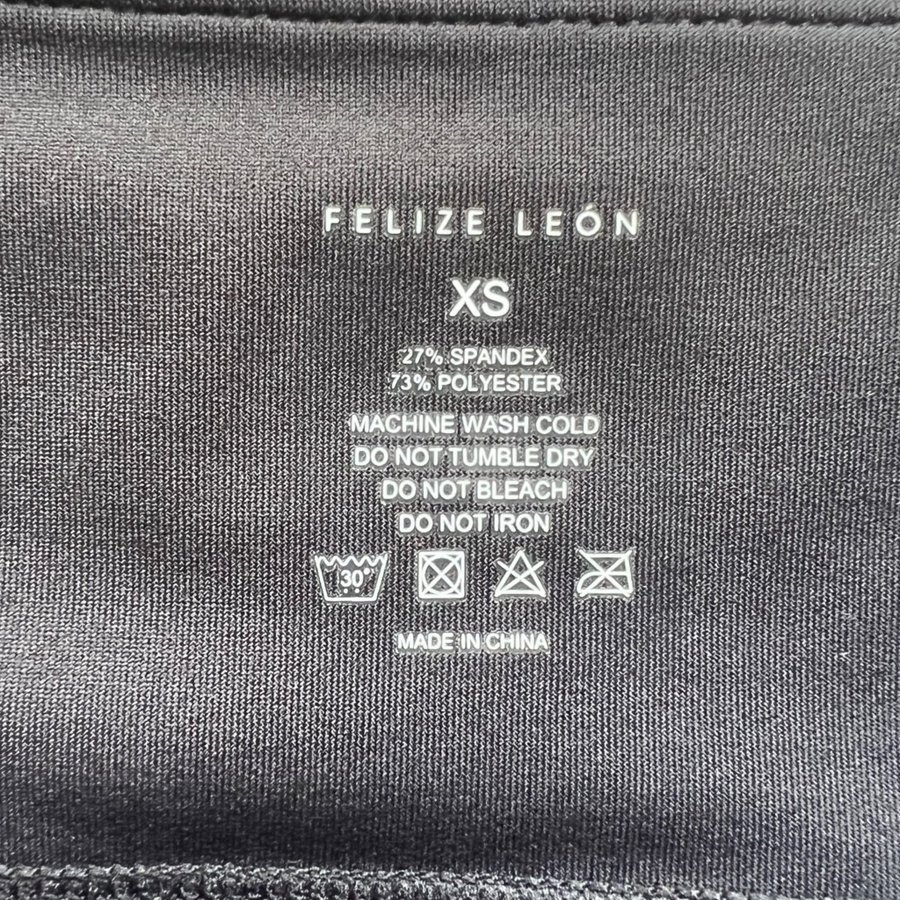 FELIZE LEÓN
XS
27% SPANDEX
73% POLYESTER
MACHINE WASH COLD
DO NOT TUMBLE DRY
DO NOT BLEACH
DO NOT IRON
30°
MADE IN CHINA